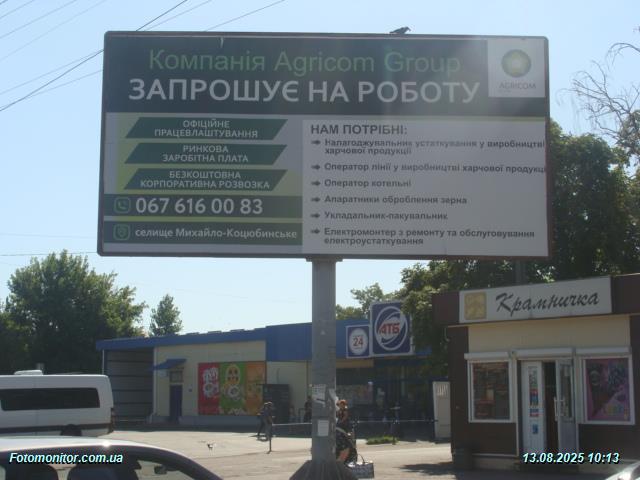 Компанія Agricom Group
ЗАПРОШУЄ НА РОБОТУ
AGRICOM
ОФІЦІЙНЕ
ПРАЦЕВЛАШТУВАННЯ
РИНКОВА
ЗАРОБІТНА ПЛАТА
БЕЗКОШТОВНА
КОРПОРАТИВНА РОЗВОЗКА
067 616 00 83
селище Михайло-Коцюбинське
НАМ ПОТРІБНІ:
Налагоджувальник устаткування у виробництві
харчової продукції
Оператор лінії у виробництві харчової продукції
Оператор котельні
Апаратники оброблення зерна
Укладальник-пакувальник
Електромонтер з ремонту та обслуговування
електроустаткування
24
АТБ
Крамничка
Fotomonitor.com.ua
13.08.2025 10:13